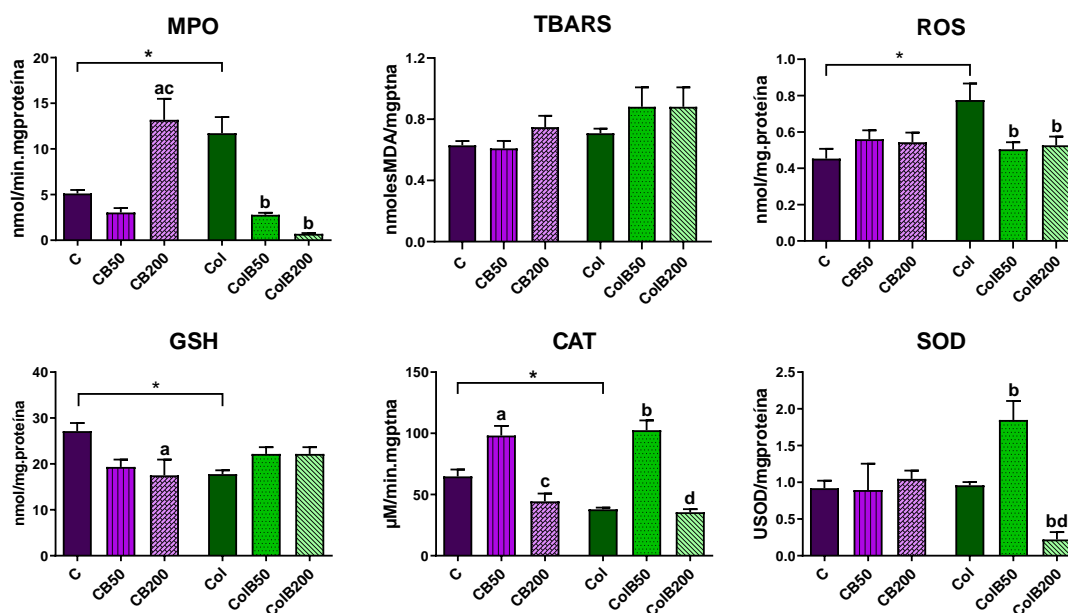 MPO
nmol/min.mgproteína
20
15
10
5
0
*
ac
b
b
C
CB50
CB200
Col
ColB50
ColB200
TBARS
nmolesMDA/mgptna
1.2
0.8
0.4
0.0
C
CB50
CB200
Col
ColB50
ColB200
ROS
nmol/mg.proteína
1.0
0.8
0.6
0.4
0.2
0.0
*
b
b
C
CB50
CB200
Col
ColB50
ColB200
GSH
nmol/mg.proteína
40
30
20
10
0
*
a
C
CB50
CB200
Col
ColB50
ColB200
CAT
µM/min.mgptna
150
100
50
0
*
a
c
b
d
C
CB50
CB200
Col
ColB50
ColB200
SOD
USOD/mgproteína
2.5
2.0
1.5
1.0
0.5
0.0
b
bd
C
CB50
CB200
Col
ColB50
ColB200